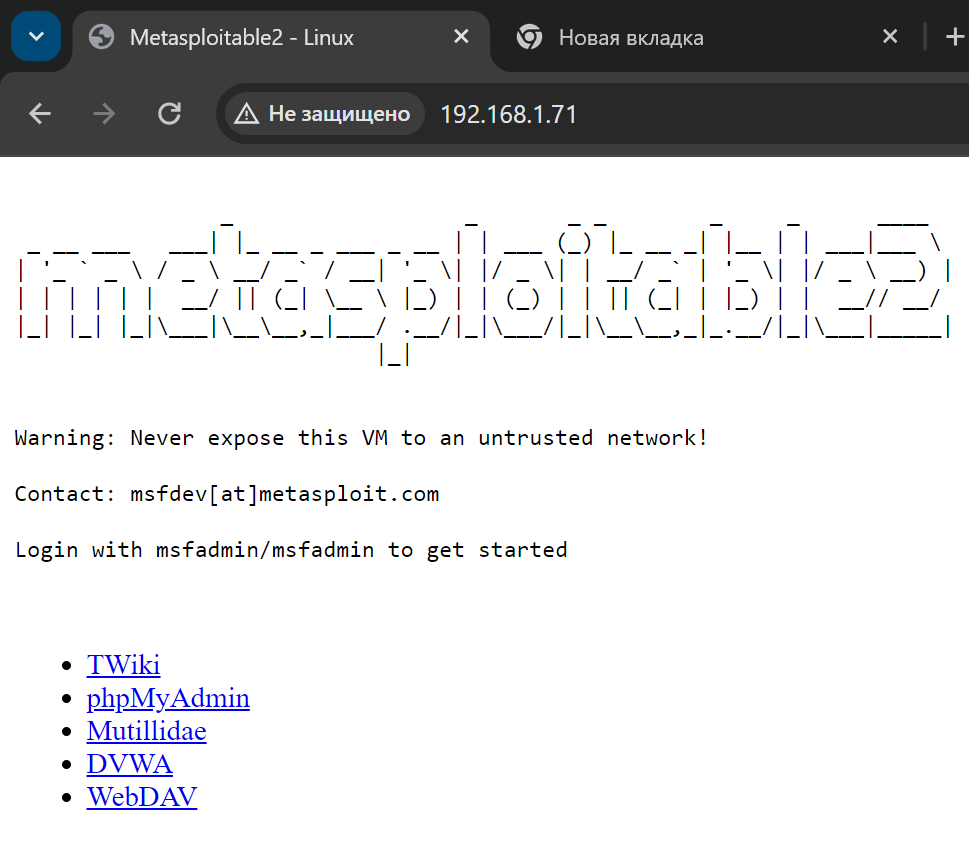 Metasploitable2 - Linux
Новая вкладка
Не защищено
192.168.1.71
metasploitable2
Warning: Never expose this VM to an untrusted network!
Contact: msfdev[at]metasploit.com
Login with msfadmin/msfadmin to get started
TWiki
phpMyAdmin
Mutillidae
DVWA
WebDAV